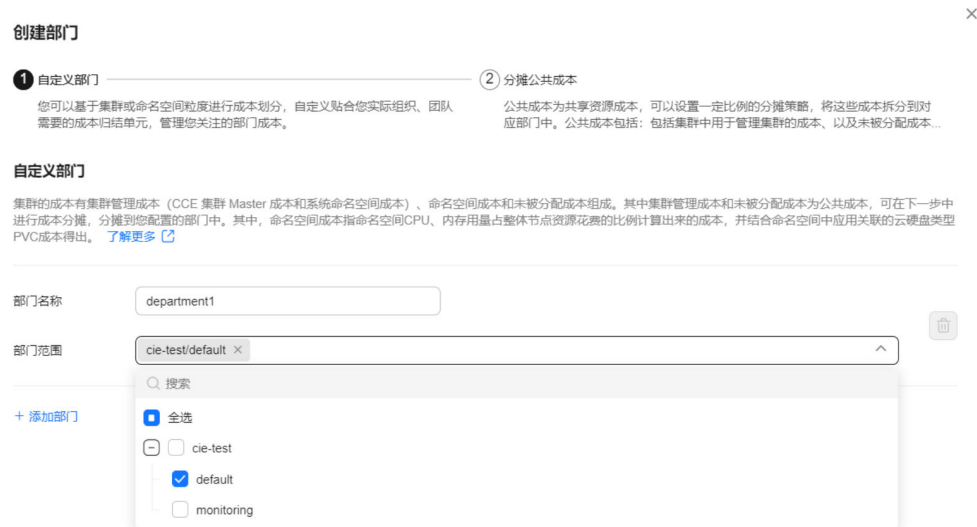 创建部门
1 自定义部门
您可以基于集群或命名空间粒度进行成本划分，自定义贴合您实际组织、团队
需要的成本归结单元，管理您关注的部门成本。
2 分摊公共成本
公共成本为共享资源成本，可以设置一定比例的分摊策略，将这些成本拆分到对
应部门中。公共成本包括：包括集群中用于管理集群的成本、以及未被分配成本...
自定义部门
集群的成本有集群管理成本（CCE 集群 Master 成本和系统命名空间成本）、命名空间成本和未被分配成本组成。其中集群管理成本和未被分配成本为公共成本，可在下一步中
进行成本分摊，分摊到您配置的部门中。其中，命名空间成本指命名空间CPU、内存用量占整体节点资源花费的比例计算出来的成本，并结合命名空间中应用关联的云硬盘类型
PVC成本得出。 了解更多
部门名称
department1
部门范围
cie-test/default
搜索
+ 添加部门
全选
cie-test
default
monitoring